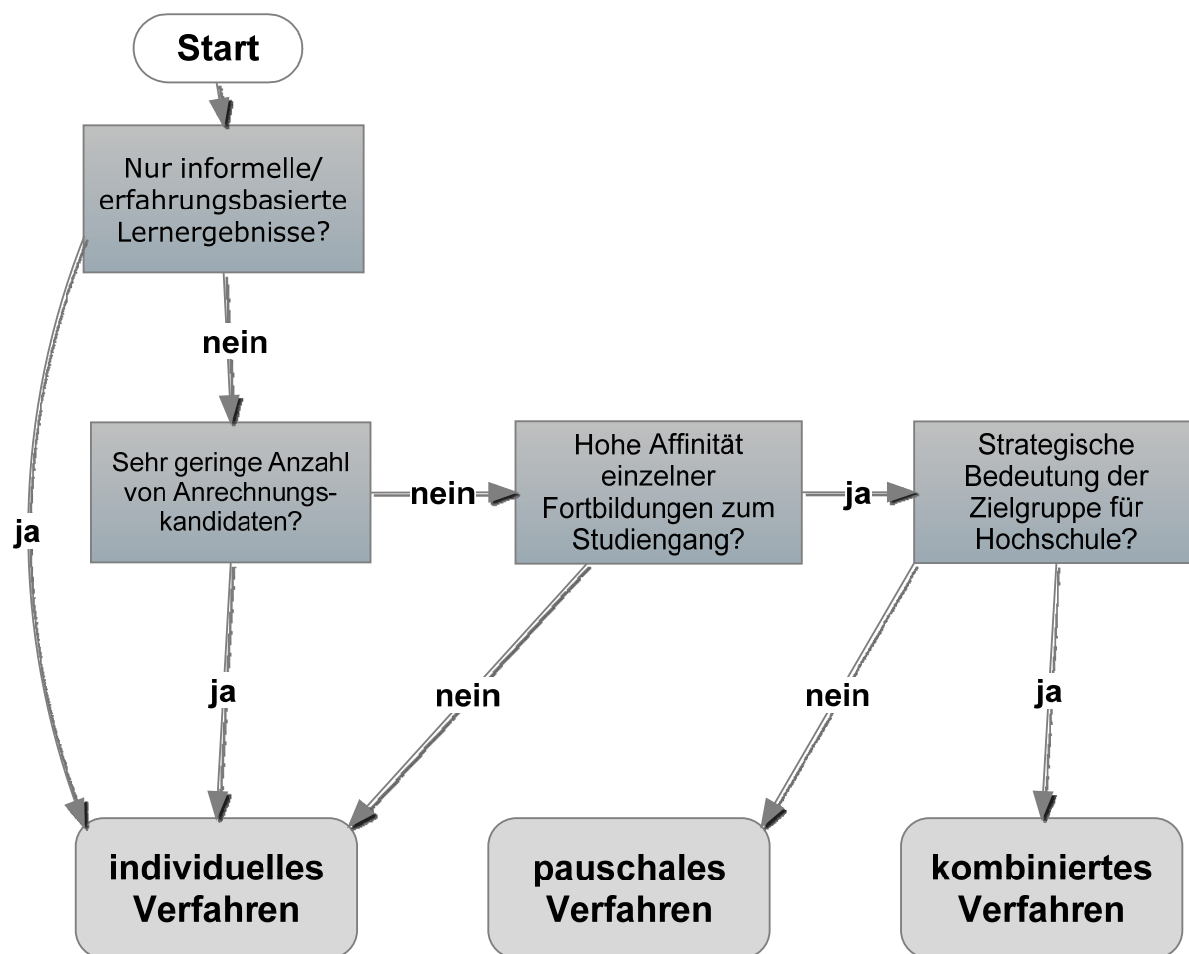 Start
Nur informelle/
erfahrungsbasierte
Lernergebnisse?
nein
Sehr geringe Anzahl
von Anrechnungs-
kandidaten?
nein
Hohe Affinität
einzelner
Fortbildungen zum
Studiengang?
ja
Strategische
Bedeutung der
Zielgruppe für
Hochschule?
ja
ja
nein
nein
ja
individuelles
Verfahren
pauschales
Verfahren
kombiniertes
Verfahren